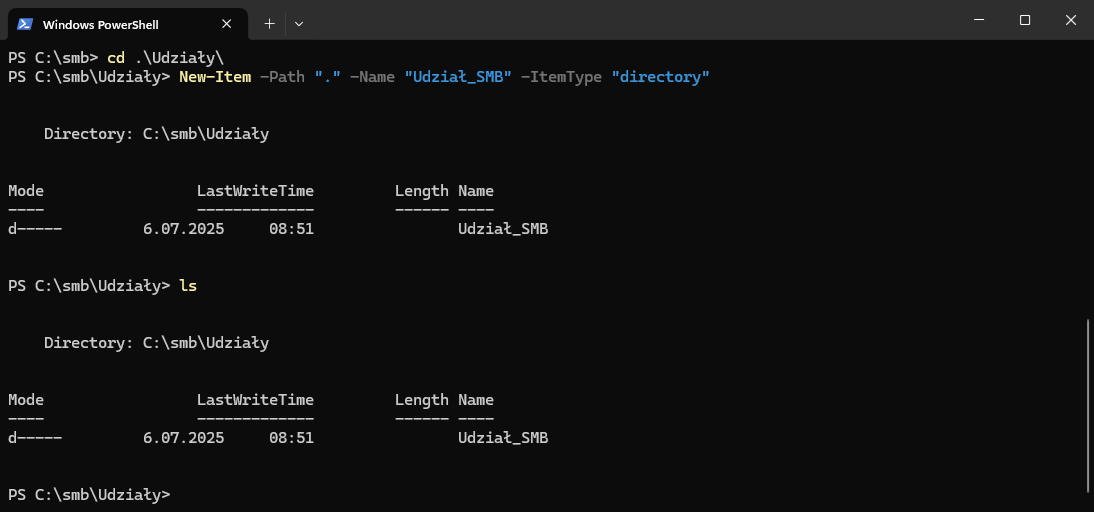 Windows PowerShell
PS C:\smb> cd .\Udziały\
PS C:\smb\Udziały> New-Item -Path "." -Name "Udział_SMB" -ItemType "directory"
    Directory: C:\smb\Udziały
Mode                 LastWriteTime         Length Name
----                 -------------         ------ ----
d-----         6.07.2025     08:51                Udział_SMB
PS C:\smb\Udziały> ls
    Directory: C:\smb\Udziały
Mode                 LastWriteTime         Length Name
----                 -------------         ------ ----
d-----         6.07.2025     08:51                Udział_SMB
PS C:\smb\Udziały>